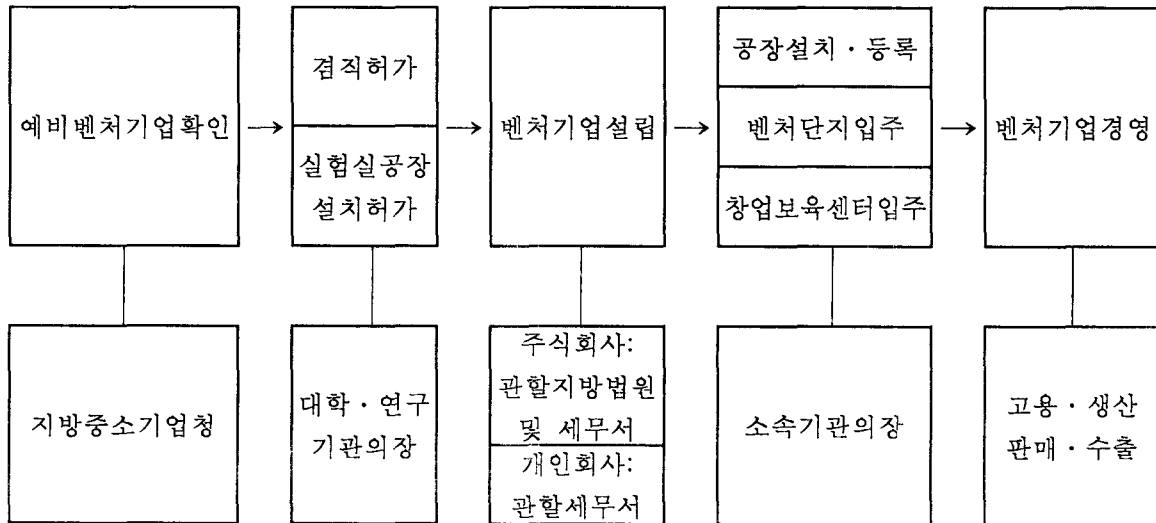 예비벤처기업확인
겸직허가
실험실공장
설치허가
벤처기업설립
공장설치·등록
벤처단지입주
창업보육센터입주
벤처기업경영
지방중소기업청
대학·연구
기관의장
주식회사:
관할지방법원
및 세무서
개인회사:
관할세무서
소속기관의장
고용·생산
판매·수출